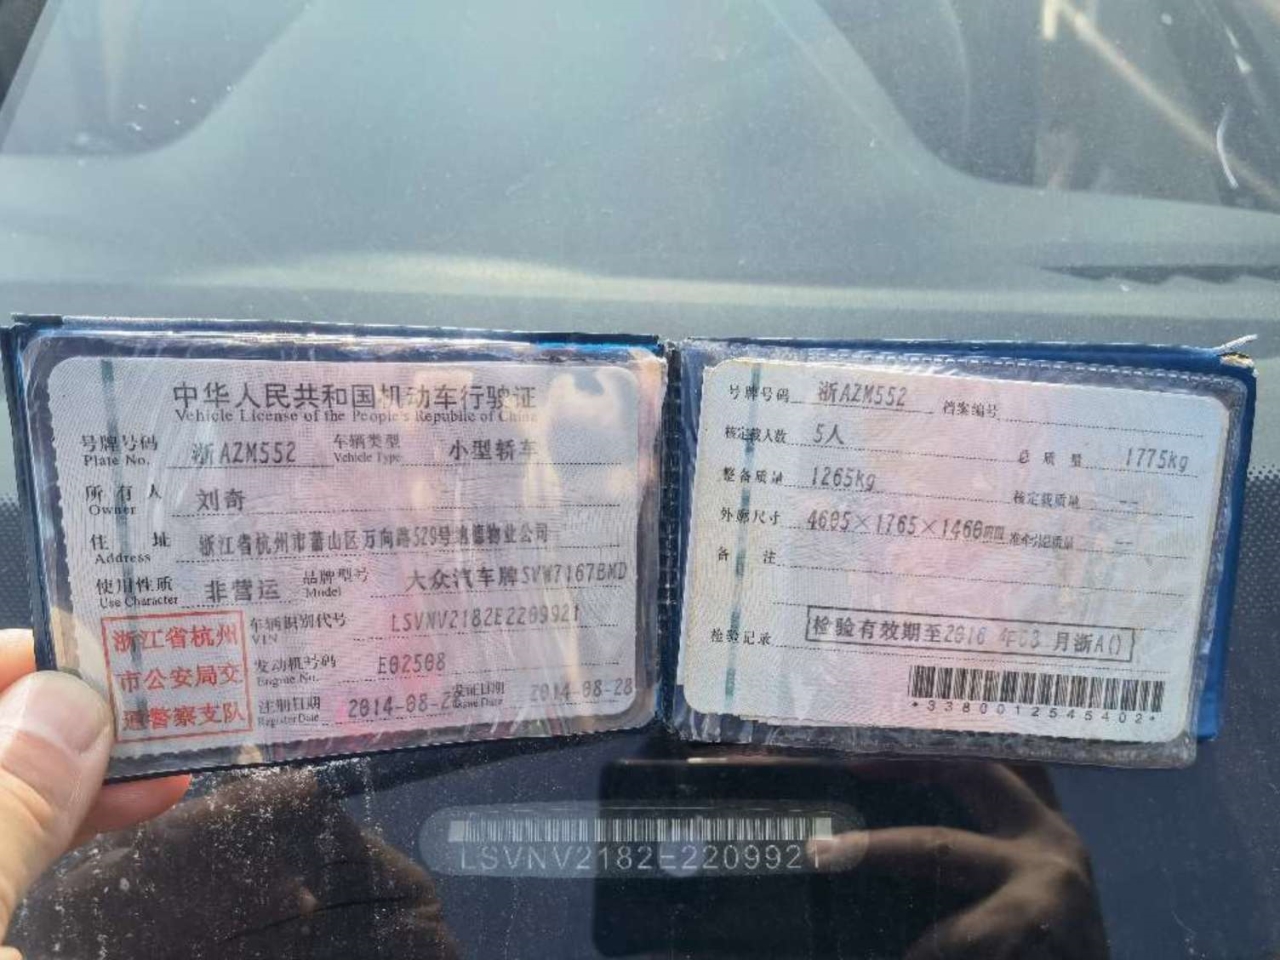 中华人民共和国机动车行驶证
Vehicle License of the People's Republic of China
号牌号码 浙AZM552 车辆类型 小型轿车
Plate No. Vehicle Type
所有人 刘奇
Owner
住址 浙江省杭州市萧山区万向路529号鸿德物业公司
Address
使用性质 非营运 品牌型号 大众汽车牌SVW7167BMD
Use Character Model
浙江省杭州
市公安局交
通警察支队
车辆识别代号 LSVNV2182E2209921
VIN
发动机号码 E02508
Engine No.
注册日期 2014-08-28 发证日期 2014-08-28
Register Date Issue Date
号牌号码 浙AZM552 档案编号
核定载人数 5人 总质量 1775kg
整备质量 1265kg 核定载质量 --
外廓尺寸 4605×1765×1460mm 准牵引总质量 --
备注
检验记录 检验有效期至2016年08月浙A()
*3380012545402*
LSVNV2182-2209921